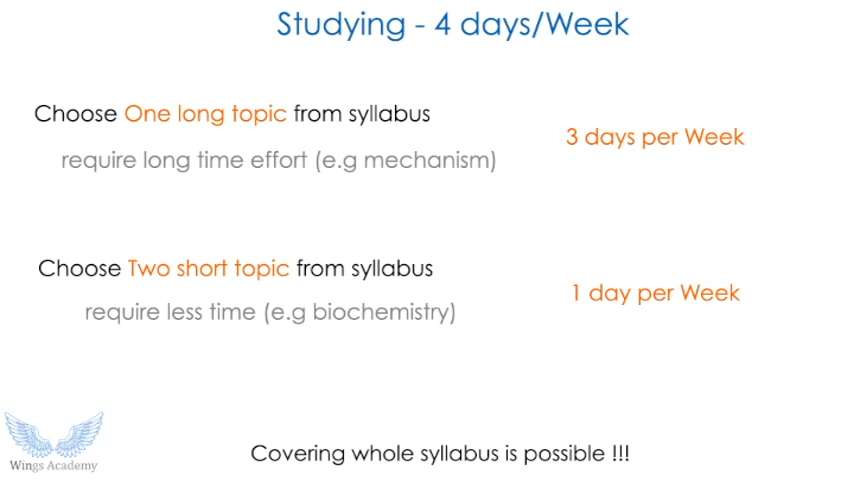 Studying - 4 days/Week
Choose One long topic from syllabus
require long time effort (e.g mechanism)
3 days per Week
Choose Two short topic from syllabus
require less time (e.g biochemistry)
1 day per Week
Covering whole syllabus is possible !!!
Wings Academy